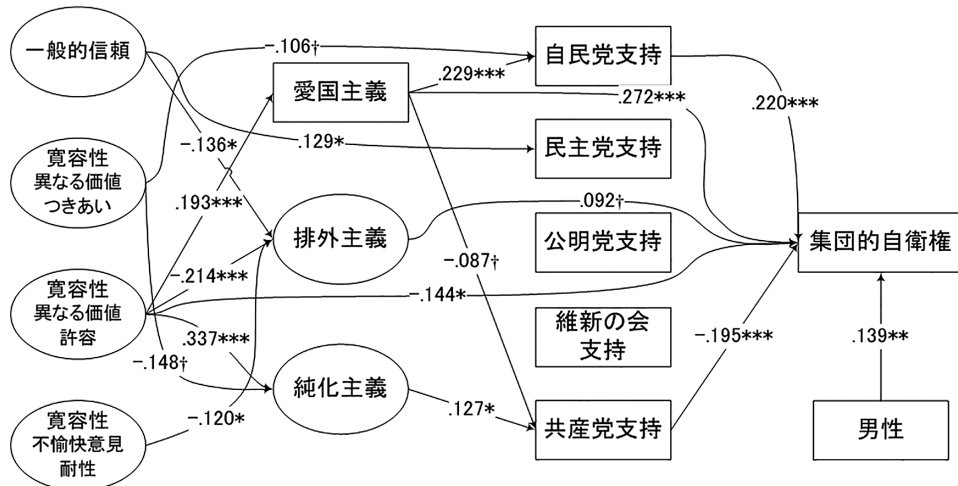 一般的信頼
寛容性
異なる価値
つきあい
寛容性
異なる価値
許容
寛容性
不愉快意見
耐性
愛国主義
排外主義
純化主義
自民党支持
民主党支持
公明党支持
維新の会
支持
共産党支持
集団的自衛権
男性
-.106†
.229***
.272***
.220***
-.136*
.129*
.193***
.092†
-.214***
-.087†
-.144*
.337***
-.148†
-.195***
.139**
-.120*
.127*